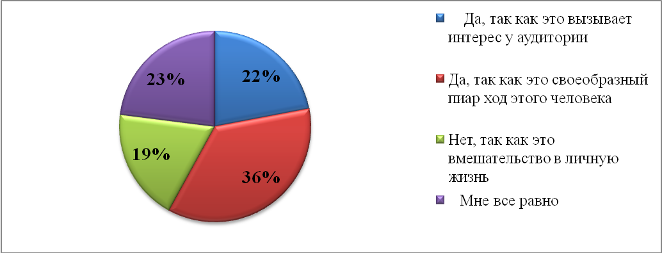 Да, так как это вызывает
интерес у аудитории
Да, так как это своеобразный
пиар ход этого человека
Нет, так как это
вмешательство в личную
жизнь
Мне все равно
23%
22%
19%
36%